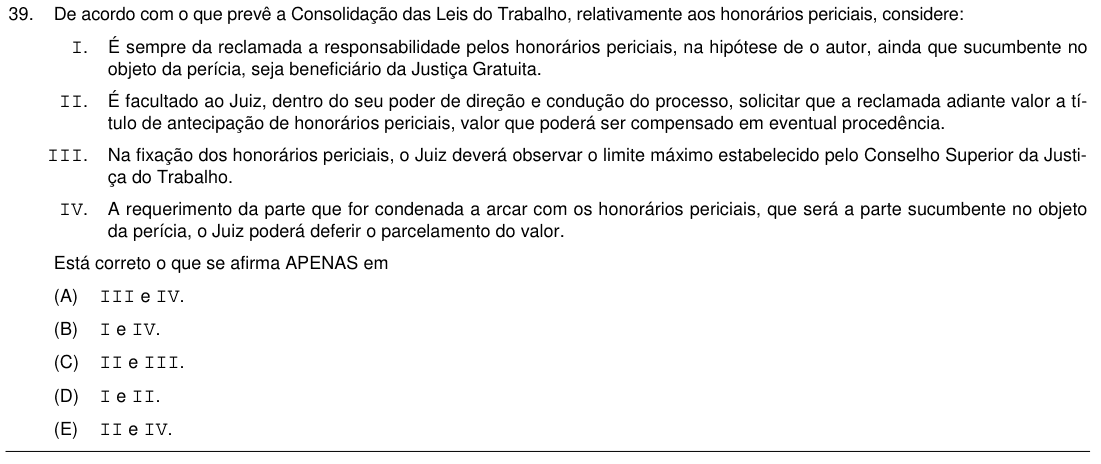 39. De acordo com o que prevê a Consolidação das Leis do Trabalho, relativamente aos honorários periciais, considere:
I. É sempre da reclamada a responsabilidade pelos honorários periciais, na hipótese de o autor, ainda que sucumbente no
objeto da perícia, seja beneficiário da Justiça Gratuita.
II. É facultado ao Juiz, dentro do seu poder de direção e condução do processo, solicitar que a reclamada adiante valor a tí-
tulo de antecipação de honorários periciais, valor que poderá ser compensado em eventual procedência.
III. Na fixação dos honorários periciais, o Juiz deverá observar o limite máximo estabelecido pelo Conselho Superior da Justi-
ça do Trabalho.
IV. A requerimento da parte que for condenada a arcar com os honorários periciais, que será a parte sucumbente no objeto
da perícia, o Juiz poderá deferir o parcelamento do valor.
Está correto o que se afirma APENAS em
(A) III e IV.
(B) I e IV.
(C) II e III.
(D) I e II.
(E) II e IV.